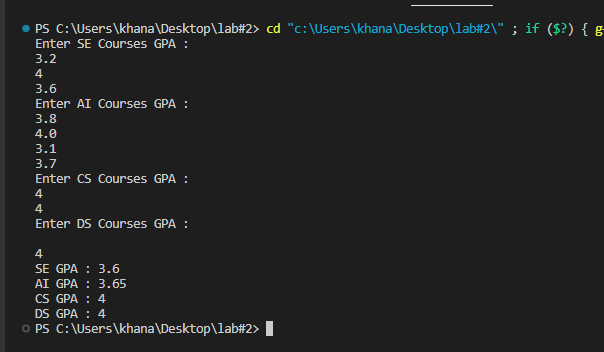 PS C:\Users\khana\Desktop\lab#2> cd "c:\Users\khana\Desktop\lab#2\" ; if ($?) { g
Enter SE Courses GPA :
3.2
4
3.6
Enter AI Courses GPA :
3.8
4.0
3.1
3.7
Enter CS Courses GPA :
4
4
Enter DS Courses GPA :
4
SE GPA : 3.6
AI GPA : 3.65
CS GPA : 4
DS GPA : 4
PS C:\Users\khana\Desktop\lab#2>